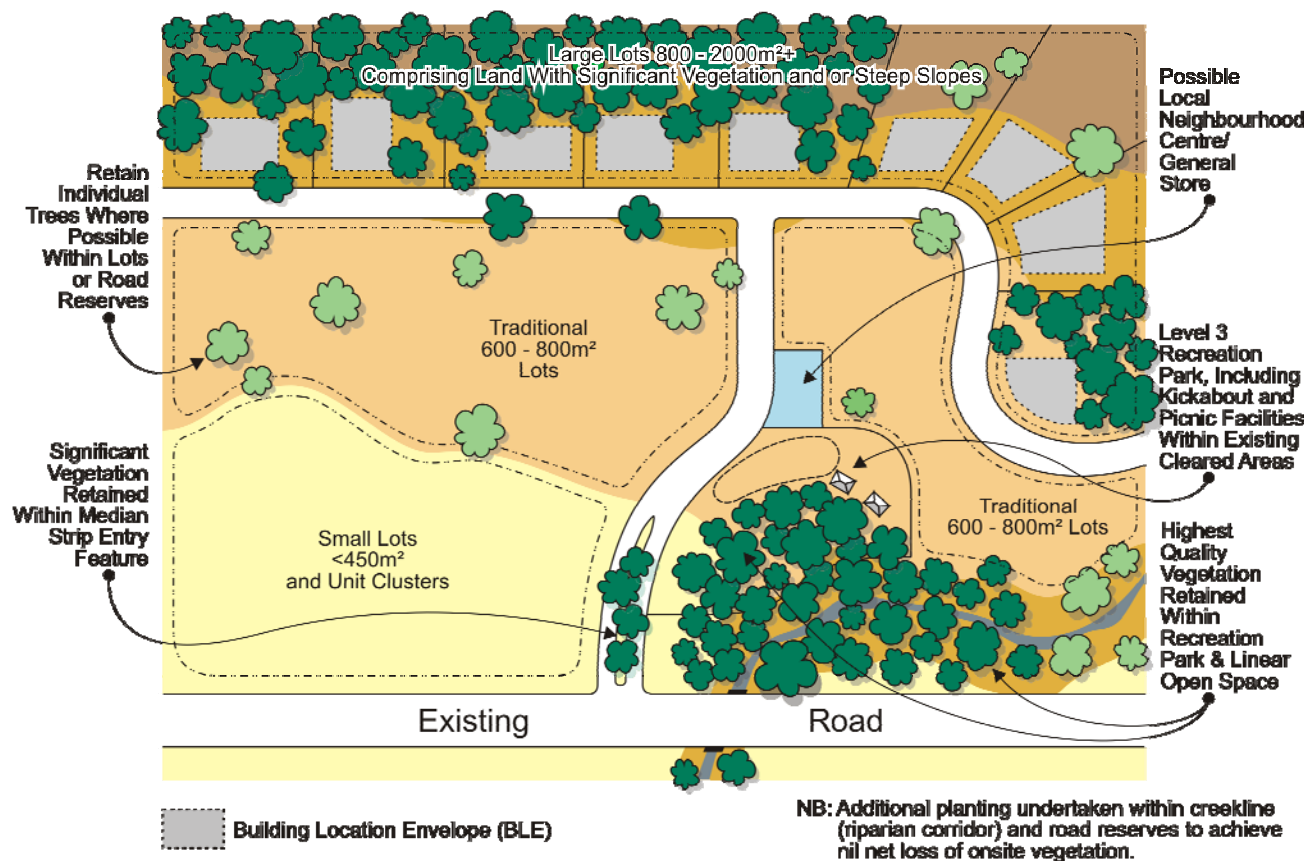 Large Lots 800 - 2000m²+
Comprising Land With Significant Vegetation and or Steep Slopes
Retain
Individual
Trees Where
Possible
Within Lots
or Road
Reserves
Significant
Vegetation
Retained
Within Median
Strip Entry
Feature
Traditional
600 - 800m²
Lots
Small Lots
<450m²
and Unit Clusters
Traditional
600 - 800m² Lots
Possible
Local
Neighbourhood
Centre/
General
Store
Level 3
Recreation
Park, Including
Kickabout and
Picnic Facilities
Within Existing
Cleared Areas
Highest
Quality
Vegetation
Retained
Within
Recreation
Park & Linear
Open Space
Existing Road
Building Location Envelope (BLE)
NB: Additional planting undertaken within creekline
(riparian corridor) and road reserves to achieve
nil net loss of onsite vegetation.